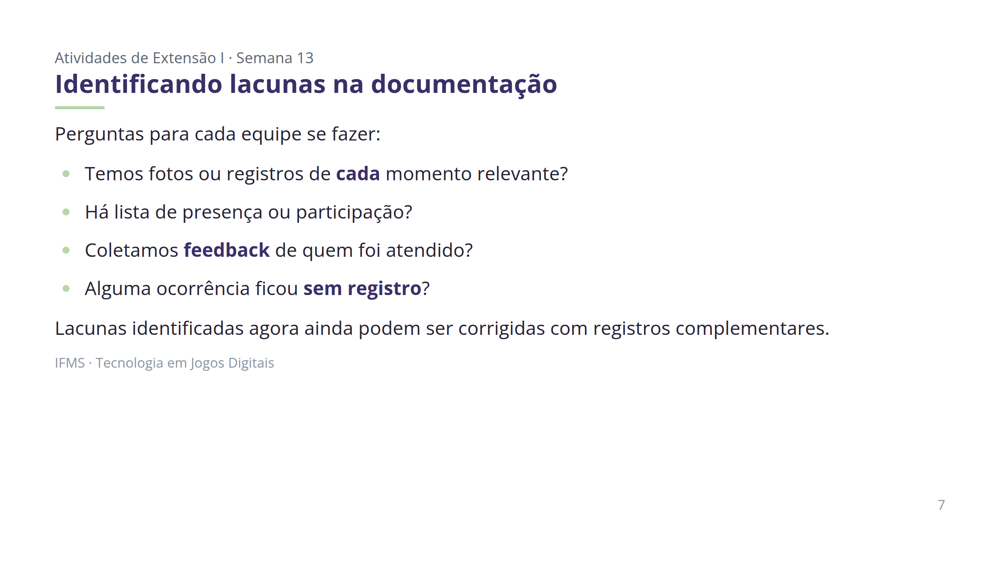 Atividades de Extensão I · Semana 13
Identificando lacunas na documentação
Perguntas para cada equipe se fazer:
Temos fotos ou registros de cada momento relevante?
Há lista de presença ou participação?
Coletamos feedback de quem foi atendido?
Alguma ocorrência ficou sem registro?
Lacunas identificadas agora ainda podem ser corrigidas com registros complementares.
IFMS · Tecnologia em Jogos Digitais
7